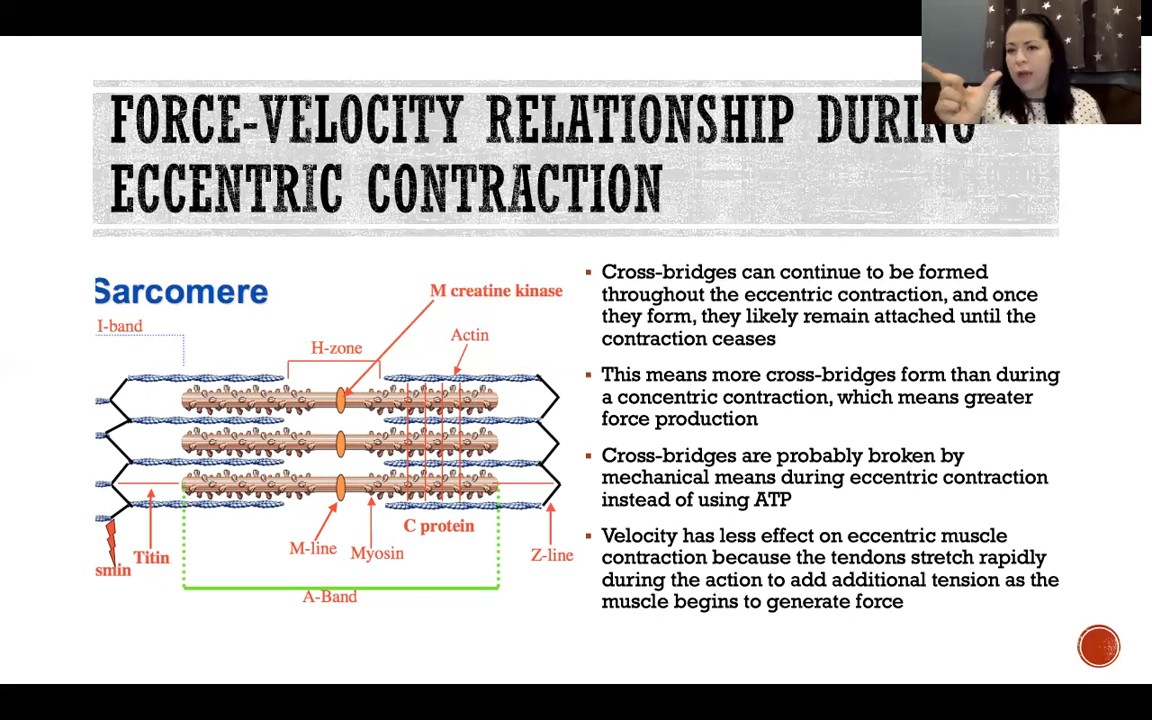 FORCE-VELOCITY RELATIONSHIP DURING
ECCENTRIC CONTRACTION
Sarcomere
M creatine kinase
I-band
Actin
H-zone
C protein
M-line
Myosin
Titin
Z-line
smin
A-Band
▪ Cross-bridges can continue to be formed
throughout the eccentric contraction, and once
they form, they likely remain attached until the
contraction ceases
▪ This means more cross-bridges form than during
a concentric contraction, which means greater
force production
▪ Cross-bridges are probably broken by
mechanical means during eccentric contraction
instead of using ATP
▪ Velocity has less effect on eccentric muscle
contraction because the tendons stretch rapidly
during the action to add additional tension as the
muscle begins to generate force